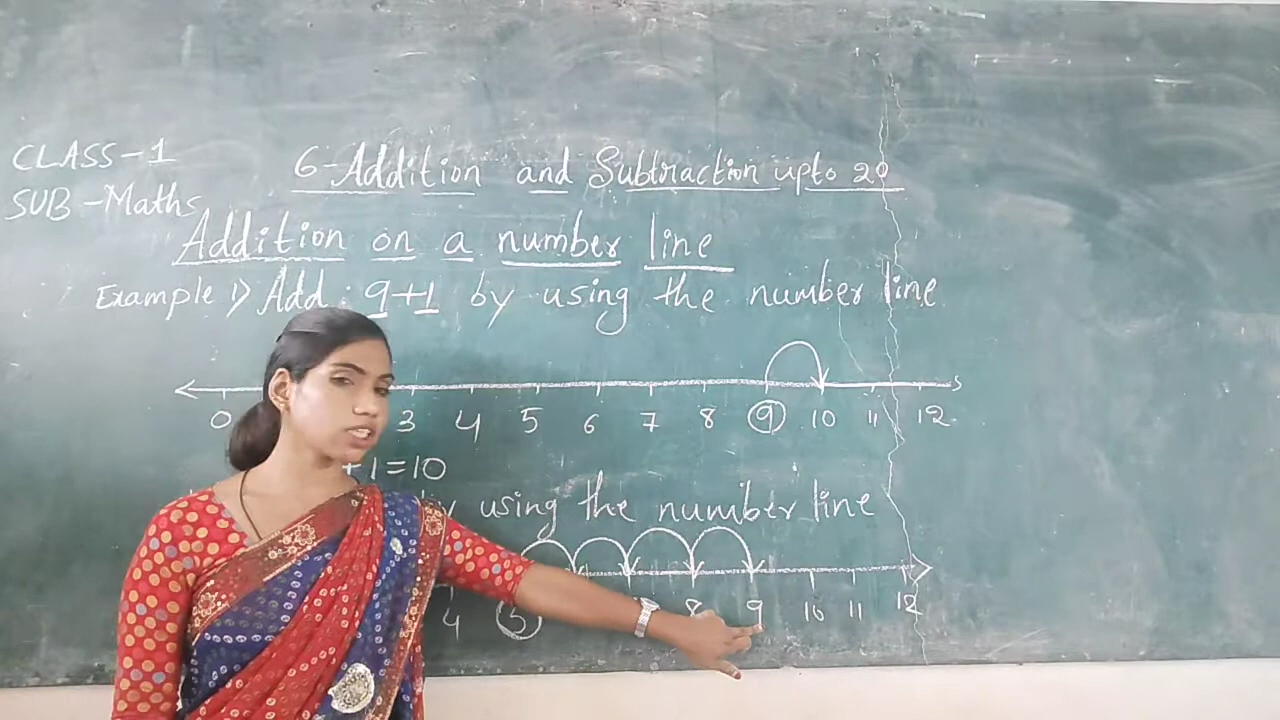 CLASS-1
6-Addition and Subtraction upto 20
SUB-Maths
Addition on a number line
Example 1) Add 9+1 by using the number line
0 3 4 5 6 7 8 9 10 11 12
+1=10
by using the number line
4 5 8 9 10 11 12